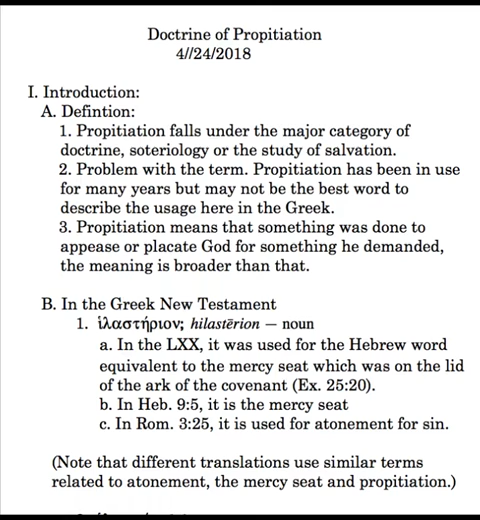 Doctrine of Propitiation
4//24/2018
I. Introduction:
A. Defintion:
1. Propitiation falls under the major category of
doctrine, soteriology or the study of salvation.
2. Problem with the term. Propitiation has been in use
for many years but may not be the best word to
describe the usage here in the Greek.
3. Propitiation means that something was done to
appease or placate God for something he demanded,
the meaning is broader than that.
B. In the Greek New Testament
1. ἱλαστήριον; hilastērion — noun
a. In the LXX, it was used for the Hebrew word
equivalent to the mercy seat which was on the lid
of the ark of the covenant (Ex. 25:20).
b. In Heb. 9:5, it is the mercy seat
c. In Rom. 3:25, it is used for atonement for sin.
(Note that different translations use similar terms
related to atonement, the mercy seat and propitiation.)